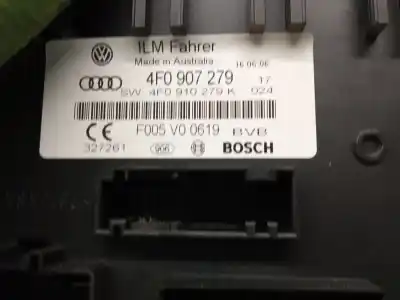 ILM Fahrer
Made in Australia 16 06 06
4F0 907 279 17
SW: 4F0 910 279 K 024
F005 V0 0619 BVB
CE
327261 BOSCH